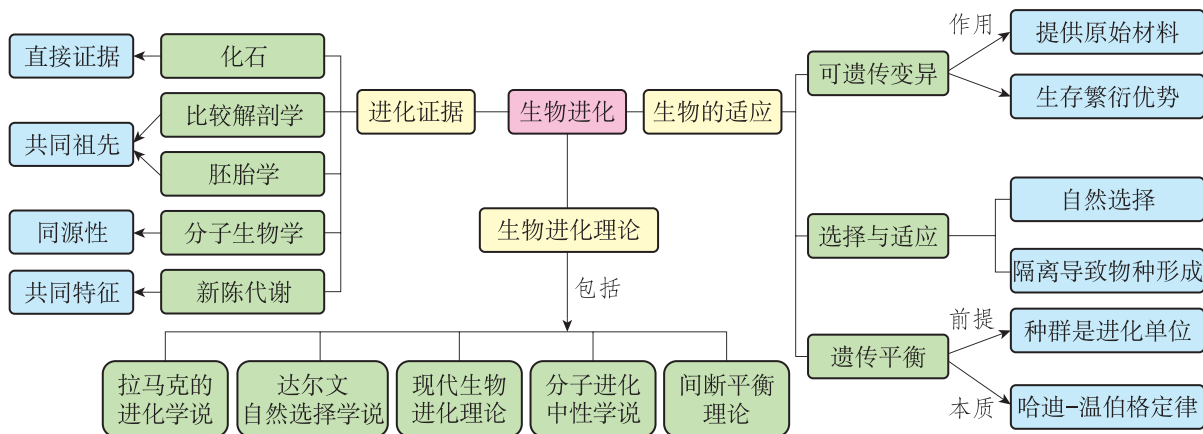 直接证据
化石
比较解剖学
共同祖先
胚胎学
同源性
分子生物学
共同特征
新陈代谢
进化证据
生物进化
生物的适应
生物进化理论
包括
拉马克的
进化学说
达尔文
自然选择学说
现代生物
进化理论
分子进化
中性学说
间断平衡
理论
可遗传变异
作用
提供原始材料
生存繁衍优势
选择与适应
自然选择
隔离导致物种形成
遗传平衡
前提
种群是进化单位
本质
哈迪-温伯格定律